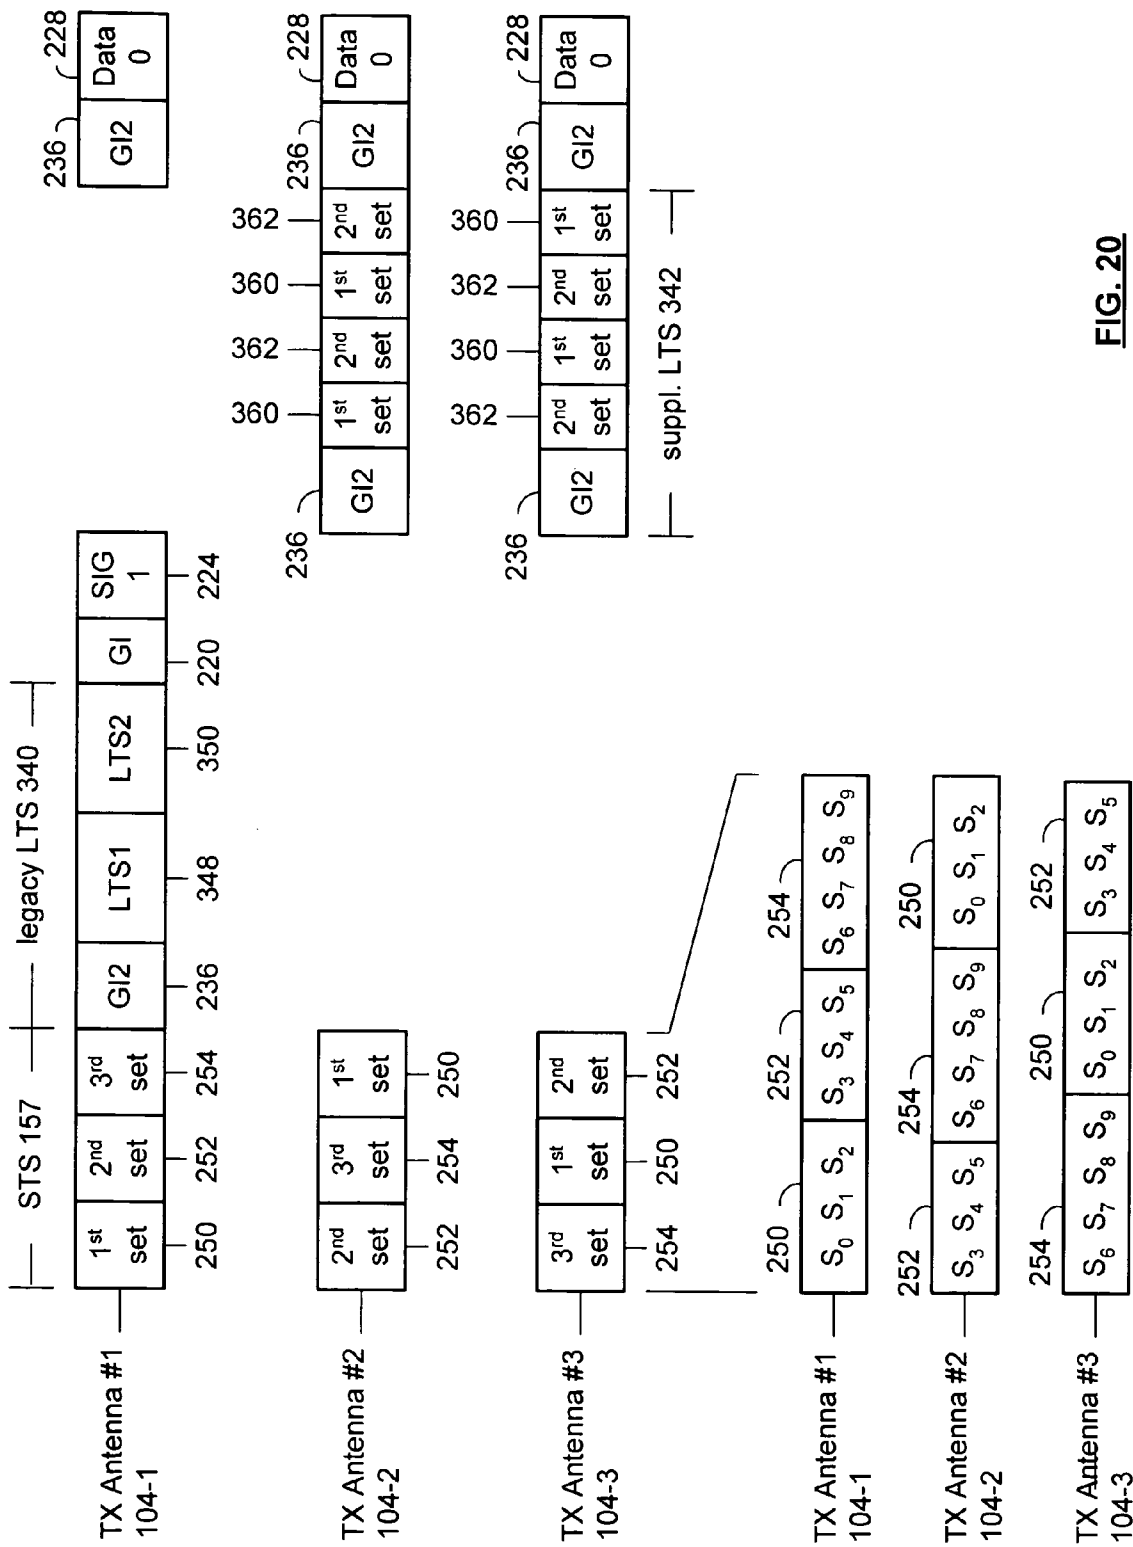 STS 157
legacy LTS 340
236
228
TX Antenna #1
104-1
1st
set
2nd
set
3rd
set
GI2
LTS1
LTS2
GI
SIG
1
GI2
Data
0
250
252
254
236
348
350
220
224
236
360
362
360
362
236
228
TX Antenna #2
104-2
2nd
set
3rd
set
1st
set
GI2
1st
set
2nd
set
1st
set
2nd
set
GI2
Data
0
252
254
250
236
362
360
362
360
236
228
TX Antenna #3
104-3
3rd
set
1st
set
2nd
set
GI2
2nd
set
1st
set
2nd
set
1st
set
GI2
Data
0
254
250
252
suppl. LTS 342
250
252
254
TX Antenna #1
104-1
S0 S1 S2
S3 S4 S5
S6 S7 S8 S9
252
254
250
TX Antenna #2
104-2
S3 S4 S5
S6 S7 S8 S9
S0 S1 S2
254
250
252
TX Antenna #3
104-3
S6 S7 S8 S9
S0 S1 S2
S3 S4 S5
FIG. 20